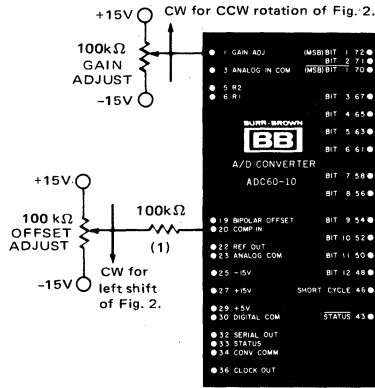 +15V
CW for CCW rotation of Fig. 2.
100kΩ
GAIN
ADJUST
-15V
1 GAIN ADJ
3 ANALOG IN COM
5 R2
6 R1
(MSB) BIT 1 72
BIT 2 71
(MSB) BIT 1 70
BIT 3 67
BIT 4 65
BIT 5 63
BIT 6 61
BURR-BROWN
BB
A/D CONVERTER
ADC60-10
BIT 7 58
BIT 8 56
+15V
100 kΩ
OFFSET
ADJUST
-15V
100kΩ
(1)
CW for
left shift
of Fig. 2.
19 BIPOLAR OFFSET
20 COMP IN
22 REF OUT
23 ANALOG COM
25 -15V
27 +15V
29 +5V
30 DIGITAL COM
32 SERIAL OUT
33 STATUS
34 CONV COMM
36 CLOCK OUT
BIT 9 54
BIT 10 52
BIT 11 50
BIT 12 48
SHORT CYCLE 46
STATUS 43